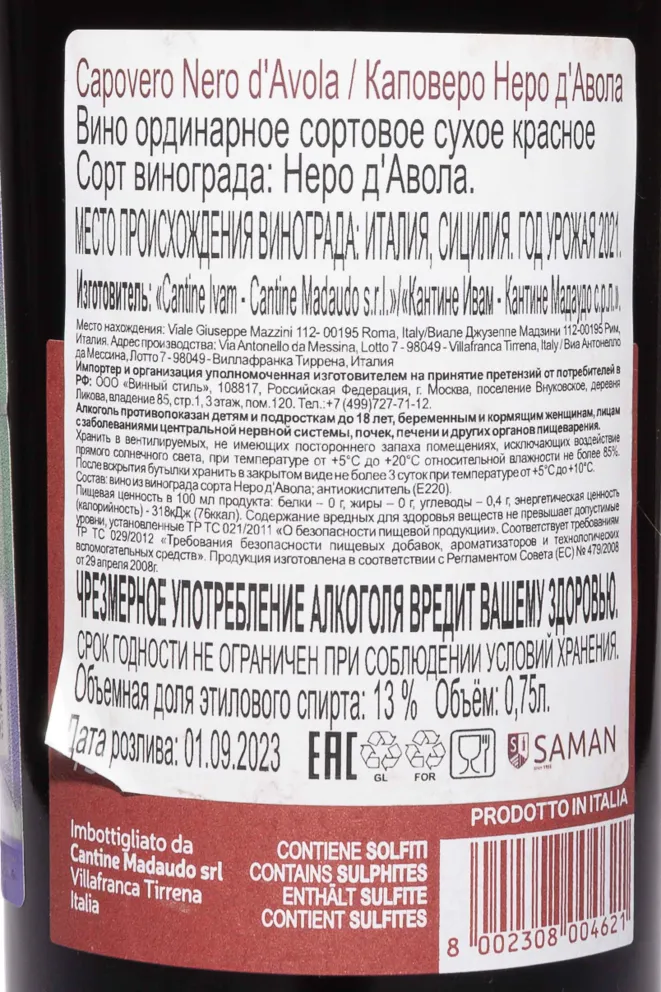 Capovero Nero d'Avola / Каповеро Неро д'Авола
Вино ординарное сортовое сухое красное
Сорт винограда: Неро д'Авола.
МЕСТО ПРОИСХОЖДЕНИЯ ВИНОГРАДА: ИТАЛИЯ, СИЦИЛИЯ. ГОД УРОЖАЯ 2021.
Изготовитель: «Cantine Ivam - Cantine Madaudo s.r.l.»/«Кантине Ивам - Кантине Мадаудо с.р.л.».
Место нахождения: Viale Giuseppe Mazzini 112- 00195 Roma, Italy/Виале Джузеппе Мадзини 112-00195 Рим,
Италия. Адрес производства: Via Antonello da Messina, Lotto 7 - 98049 - Villafranca Tirrena, Italy / Виа Антонелло
да Мессина, Лотто 7 - 98049 - Виллафранка Тиррена, Италия
Импортер и организация уполномоченная изготовителем на принятие претензий от потребителей в
РФ: ООО «Винный стиль», 108817, Российская Федерация, г. Москва, поселение Внуковское, деревня
Ликова, владение 85, стр.1, 3 этаж, пом.120. Тел.:+7 (499)727-71-12.
Алкоголь противопоказан детям и подросткам до 18 лет, беременным и кормящим женщинам, лицам
с заболеваниями центральной нервной системы, почек, печени и других органов пищеварения.
Хранить в вентилируемых, не имеющих постороннего запаха помещениях, исключающих воздействие
прямого солнечного света, при температуре от +5°С до +20°С относительной влажности не более 85%.
После вскрытия бутылки хранить в закрытом виде не более 3 суток при температуре от +5°С до +10°С.
Состав: вино из винограда сорта Неро д'Авола; антиокислитель (Е220).
Пищевая ценность в 100 мл продукта: белки – 0 г, жиры – 0 г, углеводы – 0,4 г, энергетическая ценность
(калорийность) - 318кДж (76ккал). Содержание вредных для здоровья веществ не превышает допустимые
уровни, установленные ТР ТС 021/2011 «О безопасности пищевой продукции». Соответствует требованиям
ТР ТС 029/2012 «Требования безопасности пищевых добавок, ароматизаторов и технологических
вспомогательных средств». Продукция изготовлена в соответствии с Регламентом Совета (ЕС) № 479/2008
от 29 апреля 2008г.
ЧРЕЗМЕРНОЕ УПОТРЕБЛЕНИЕ АЛКОГОЛЯ ВРЕДИТ ВАШЕМУ ЗДОРОВЬЮ.
СРОК ГОДНОСТИ НЕ ОГРАНИЧЕН ПРИ СОБЛЮДЕНИИ УСЛОВИЙ ХРАНЕНИЯ.
Объемная доля этилового спирта: 13 % Объём: 0,75л.
Дата розлива: 01.09.2023
EAC
GL
FOR
SAMAN
PRODOTTO IN ITALIA
Imbottigliato da
Cantine Madaudo srl
Villafranca Tirrena
Italia
CONTIENE SOLFITI
CONTAINS SULPHITES
ENTHÄLT SULFITE
CONTIENT SULFITES
8 002308 004621